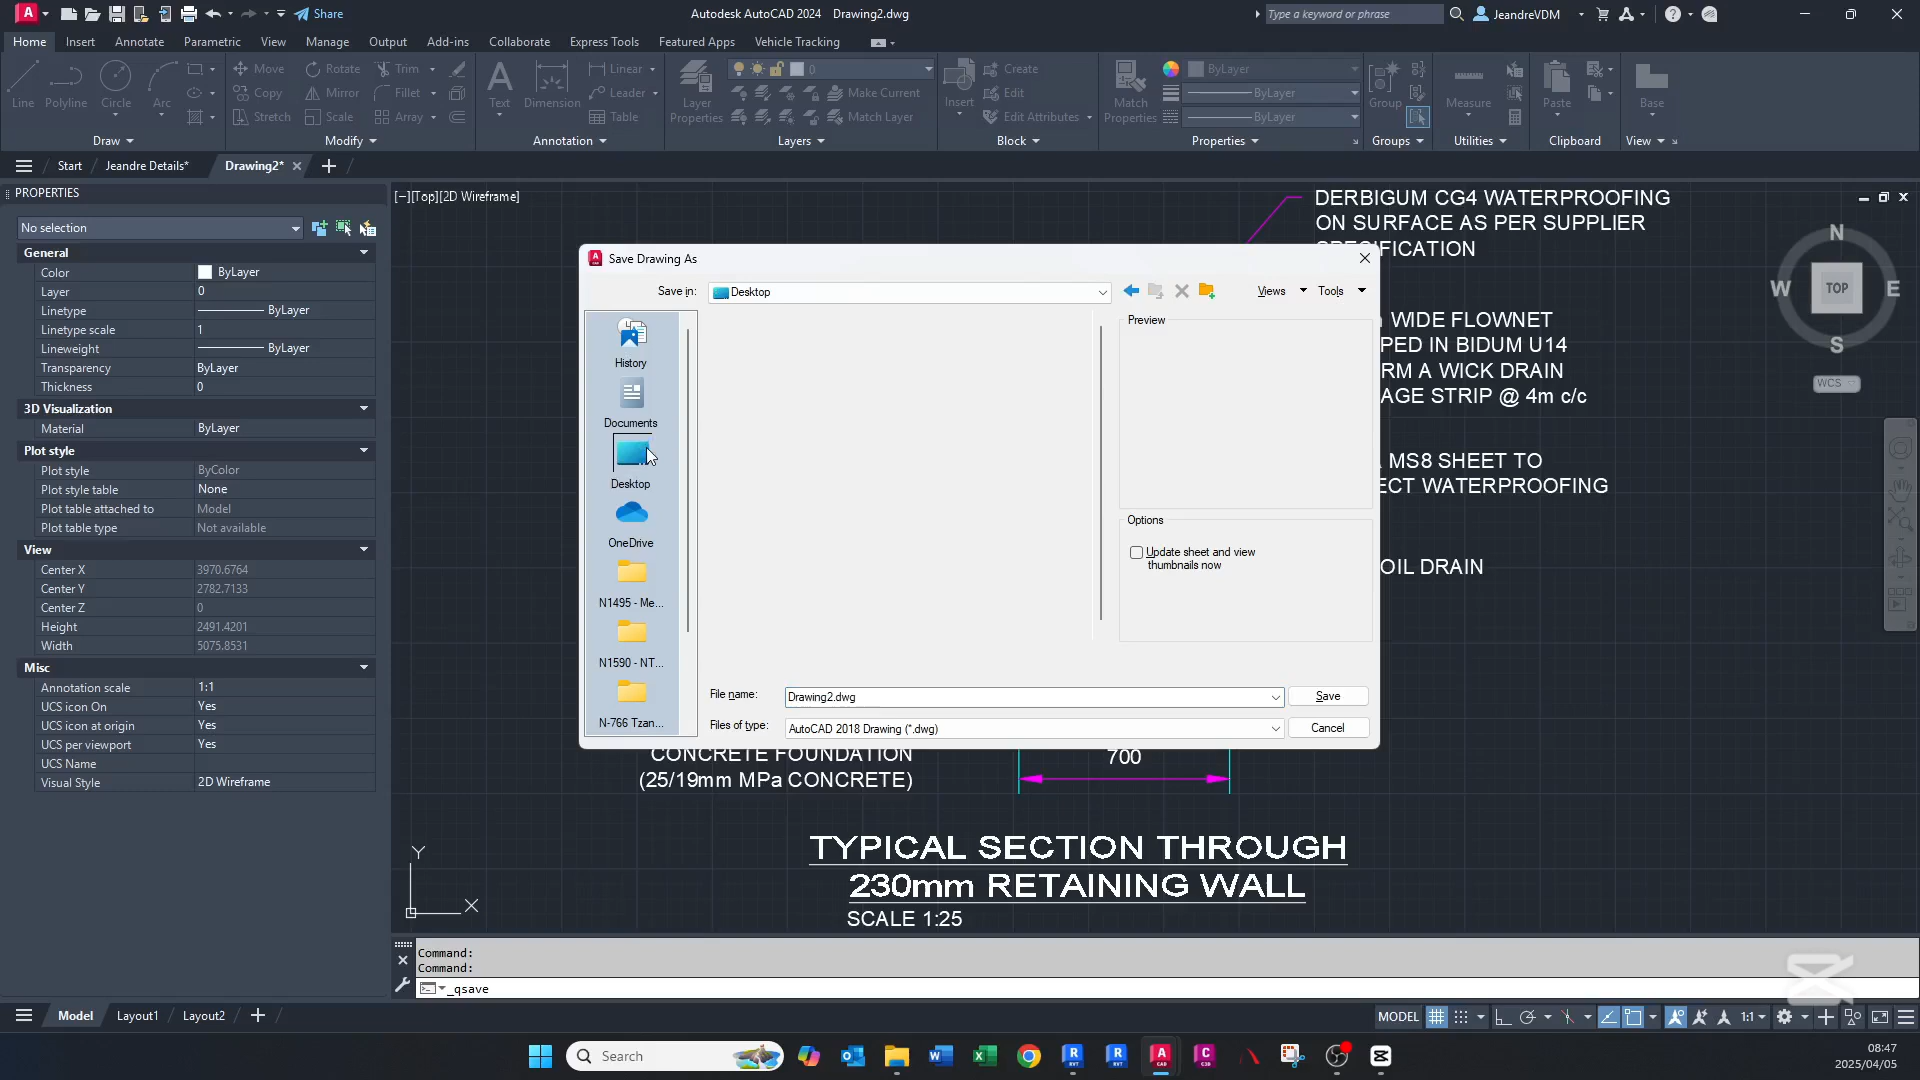 Share
Autodesk AutoCAD 2024 Drawing2.dwg
Type a keyword or phrase
JeandreVDM
Home Insert Annotate Parametric View Manage Output Add-ins Collaborate Express Tools Featured Apps Vehicle Tracking
Line Polyline Circle Arc
Move Rotate Trim
Copy Mirror Fillet
Stretch Scale Array
Text Dimension
Linear
Leader
Table
Layer Properties
0
Make Current
Match Layer
Insert
Create
Edit
Edit Attributes
Match Properties
ByLayer
ByLayer
ByLayer
Group
Measure
Paste
Base
Draw Modify Annotation Layers Block Properties Groups Utilities Clipboard View
Start Jeandre Details* Drawing2*
PROPERTIES
No selection
General
Color ByLayer
Layer 0
Linetype ByLayer
Linetype scale 1
Lineweight ByLayer
Transparency ByLayer
Thickness 0
3D Visualization
Material ByLayer
Plot style
Plot style ByColor
Plot style table None
Plot table attached to Model
Plot table type Not available
View
Center X 3970.6764
Center Y 2782.7133
Center Z 0
Height 2491.4201
Width 5075.8531
Misc
Annotation scale 1:1
UCS icon On Yes
UCS icon at origin Yes
UCS per viewport Yes
UCS Name
Visual Style 2D Wireframe
[−][Top][2D Wireframe]
DERBIGUM CG4 WATERPROOFING
ON SURFACE AS PER SUPPLIER
SPECIFICATION
WIDE FLOWNET
PED IN BIDUM U14
RM A WICK DRAIN
AGE STRIP @ 4m c/c
MS8 SHEET TO
ECT WATERPROOFING
OIL DRAIN
N
W TOP E
S
WCS
Save Drawing As
Save in: Desktop
Views Tools
History
Documents
Desktop
OneDrive
N1495 - Me...
N1590 - NT...
N-766 Tzan...
Preview
Options
Update sheet and view
thumbnails now
File name: Drawing2.dwg Save
Files of type: AutoCAD 2018 Drawing (*.dwg) Cancel
CONCRETE FOUNDATION
(25/19mm MPa CONCRETE)
700
TYPICAL SECTION THROUGH
230mm RETAINING WALL
SCALE 1:25
Y
X
Command:
Command:
_qsave
Model Layout1 Layout2
MODEL 1:1
Search
08:47
2025/04/05